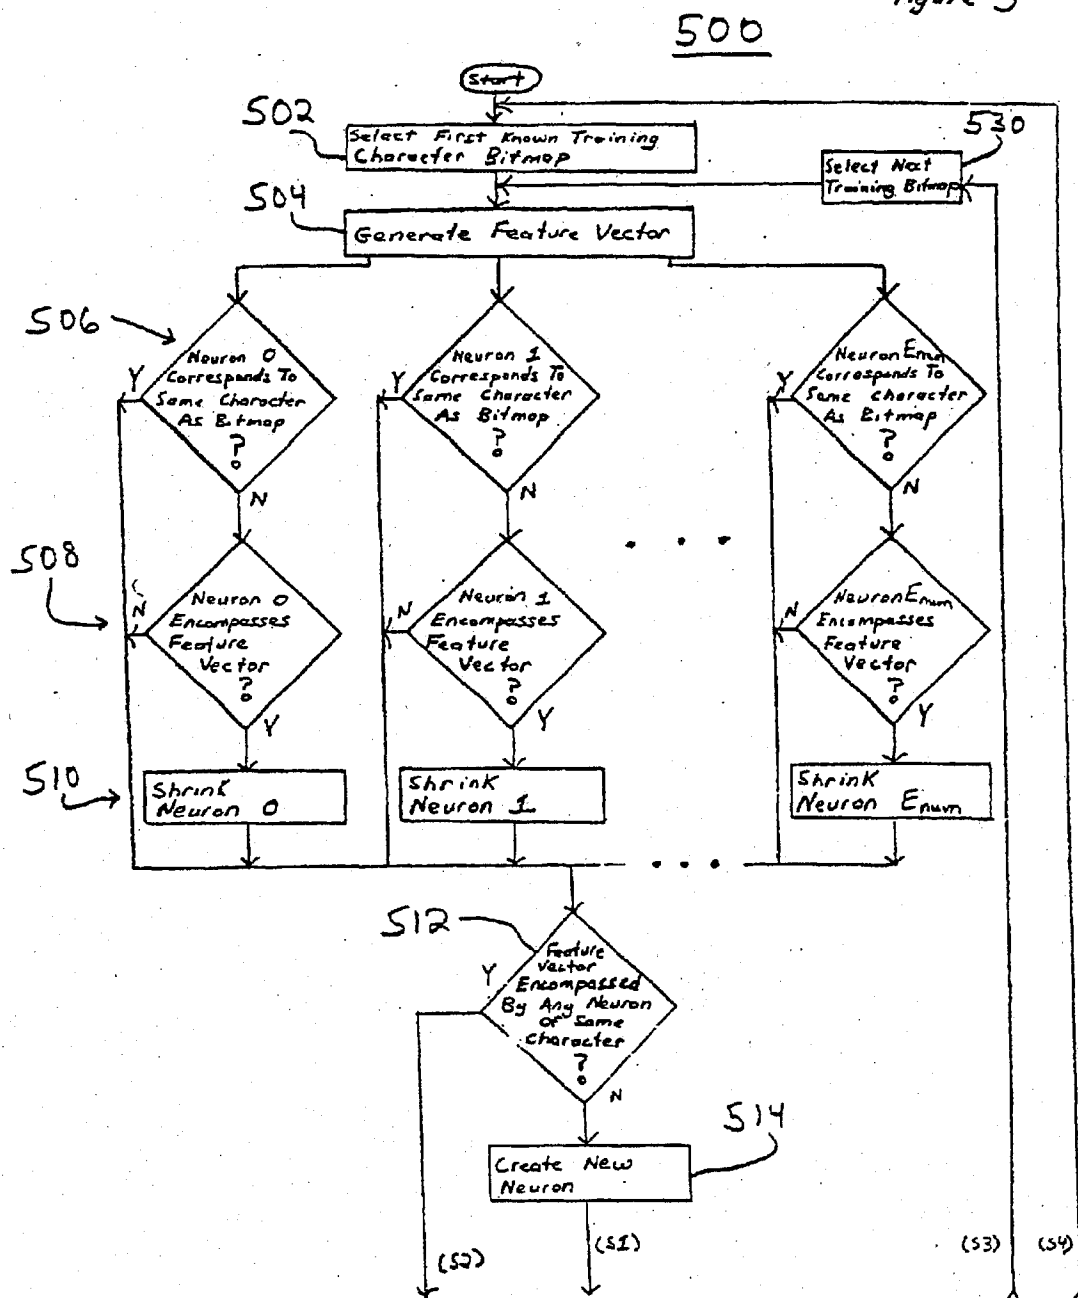 Figure 5
500
Start
502
Select First Known Training
Character Bitmap
530
Select Next
Training Bitmap
504
Generate Feature Vector
506
Neuron 0
Corresponds To
Same Character
As Bitmap
?
Y
N
Neuron 1
Corresponds To
Same Character
As Bitmap
?
Y
N
Neuron Enum
Corresponds To
Same Character
As Bitmap
?
Y
N
508
Neuron 0
Encompasses
Feature
Vector
?
N
Y
Neuron 1
Encompasses
Feature
Vector
?
N
Y
. . .
Neuron Enum
Encompasses
Feature
Vector
?
N
Y
510
Shrink
Neuron 0
Shrink
Neuron 1
Shrink
Neuron Enum
. . .
512
Feature
Vector
Encompassed
By Any Neuron
of Same
Character
?
Y
N
514
Create New
Neuron
(S2)
(S1)
(S3)
(S4)